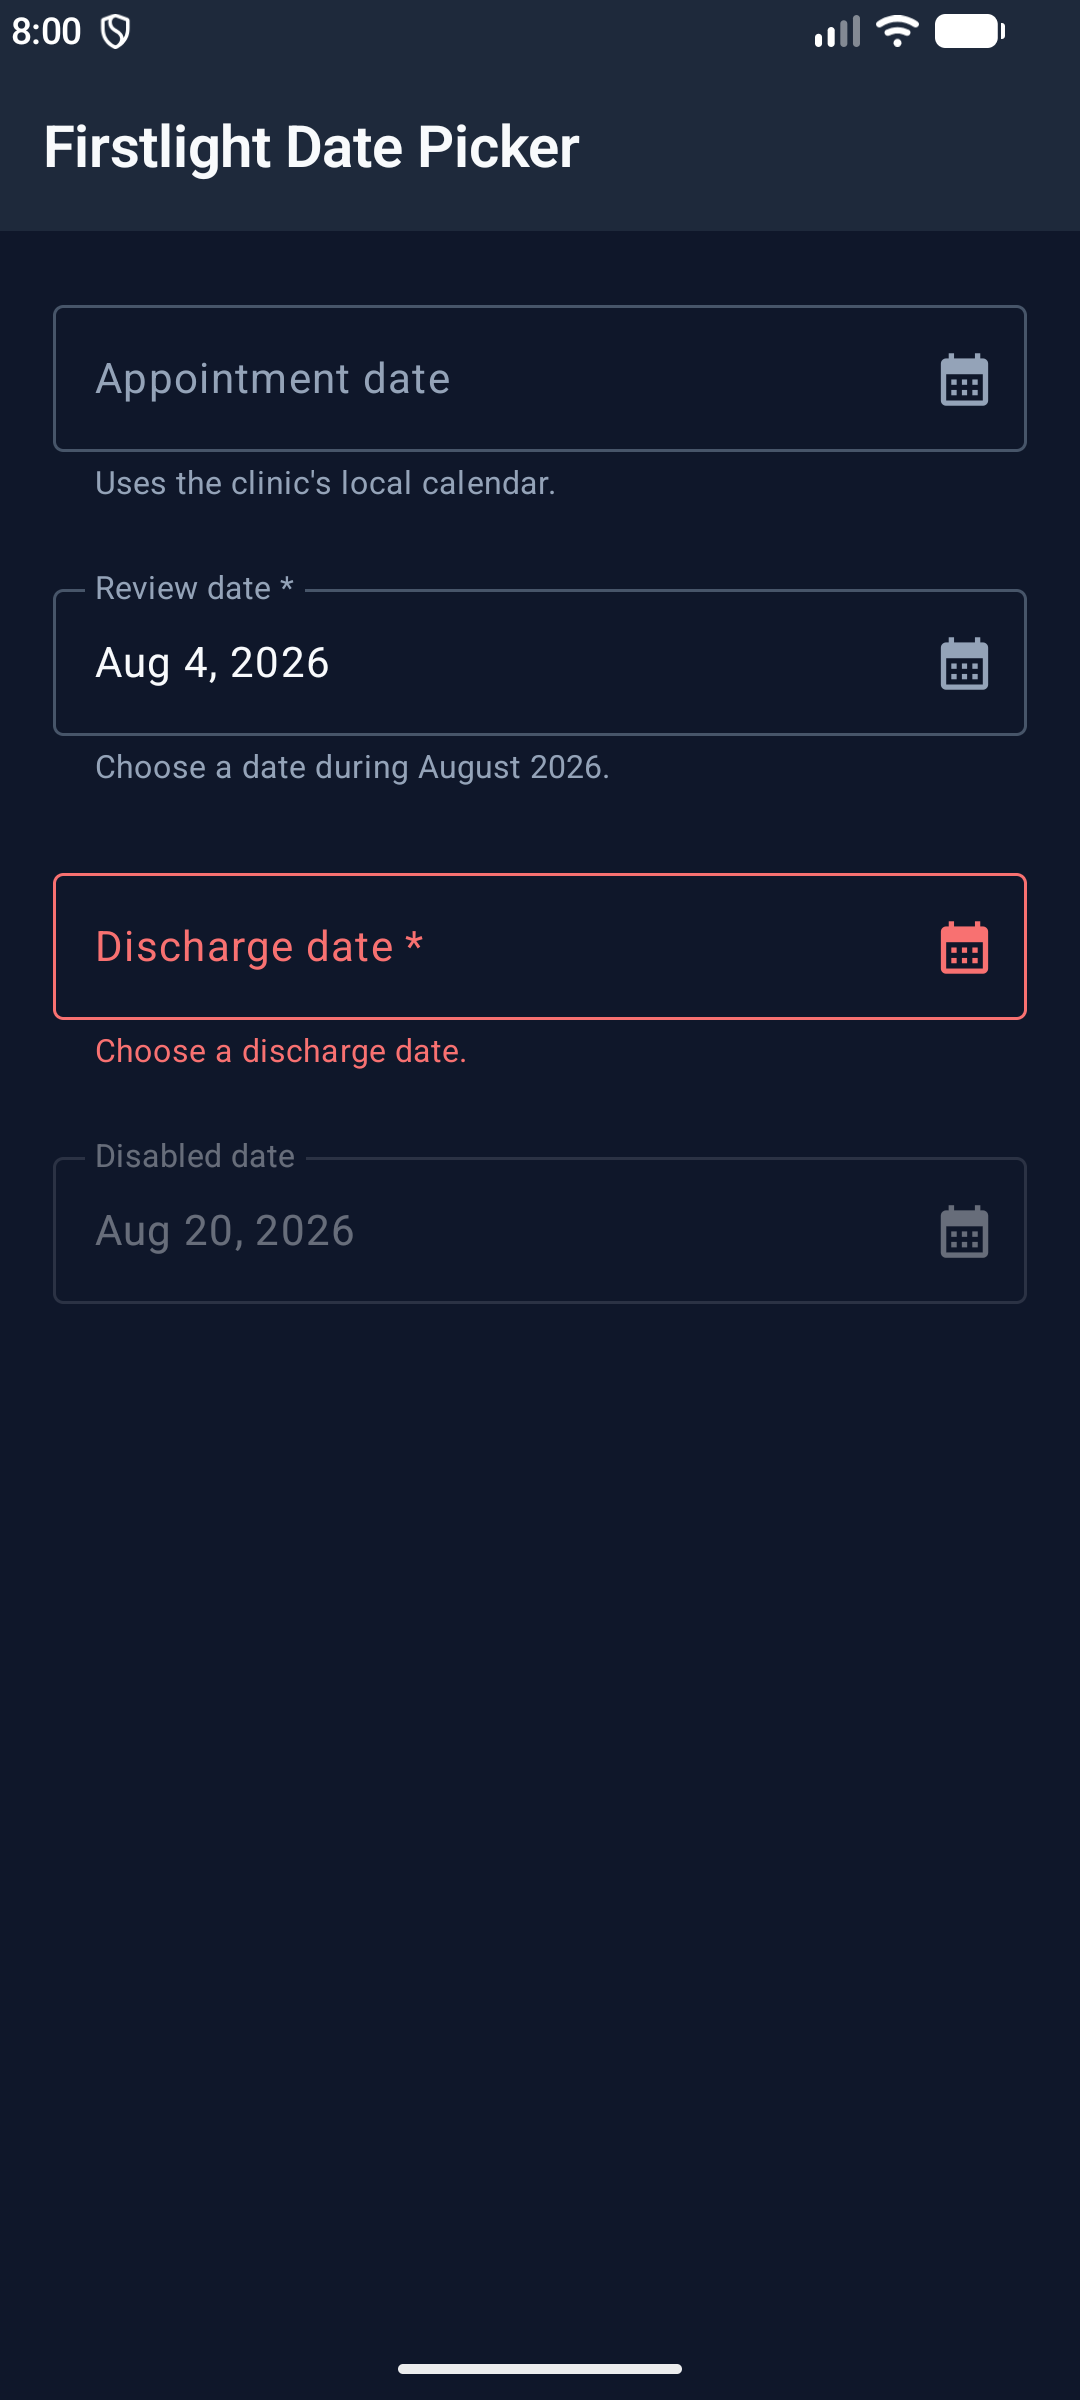 8:00
Firstlight Date Picker
Appointment date
Uses the clinic's local calendar.
Review date *
Aug 4, 2026
Choose a date during August 2026.
Discharge date *
Choose a discharge date.
Disabled date
Aug 20, 2026